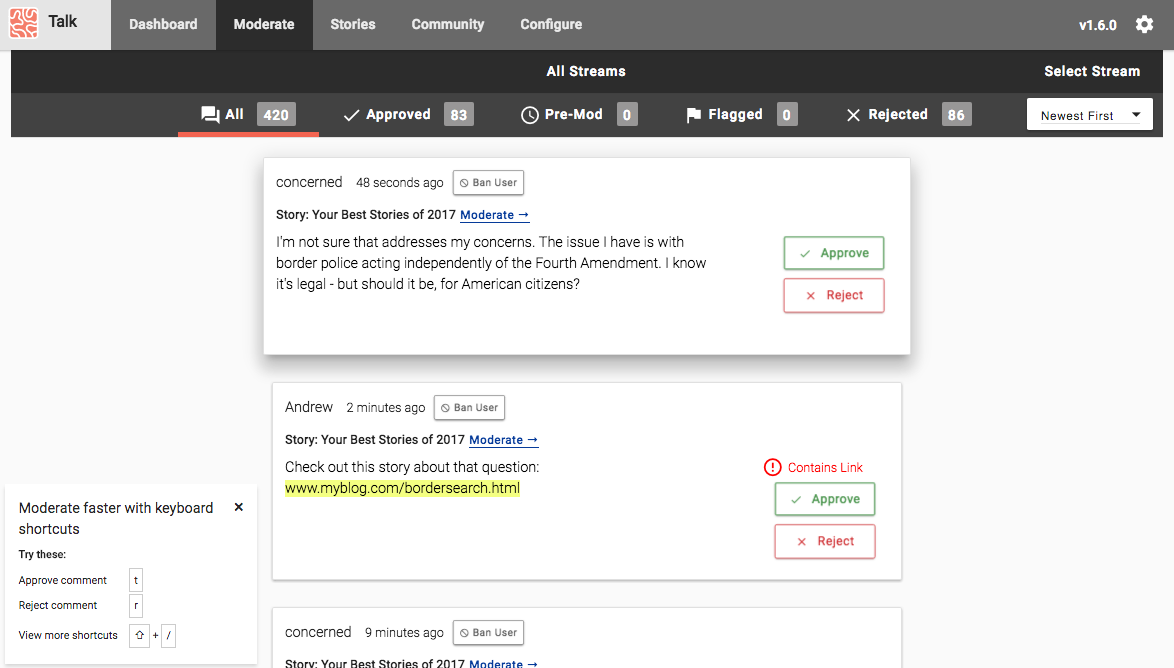 Talk Dashboard Moderate Stories Community Configure v1.6.0
All Streams Select Stream
All 420 Approved 83 Pre-Mod 0 Flagged 0 Rejected 86 Newest First
concerned 48 seconds ago Ban User
Story: Your Best Stories of 2017 Moderate →
I'm not sure that addresses my concerns. The issue I have is with
border police acting independently of the Fourth Amendment. I know
it's legal - but should it be, for American citizens?
Approve
Reject
Andrew 2 minutes ago Ban User
Story: Your Best Stories of 2017 Moderate →
Check out this story about that question:
www.myblog.com/bordersearch.html
Contains Link
Approve
Reject
concerned 9 minutes ago Ban User
Story: Your Best Stories of 2017 Moderate →
Moderate faster with keyboard
shortcuts
Try these:
Approve comment t
Reject comment r
View more shortcuts ⇧ + /